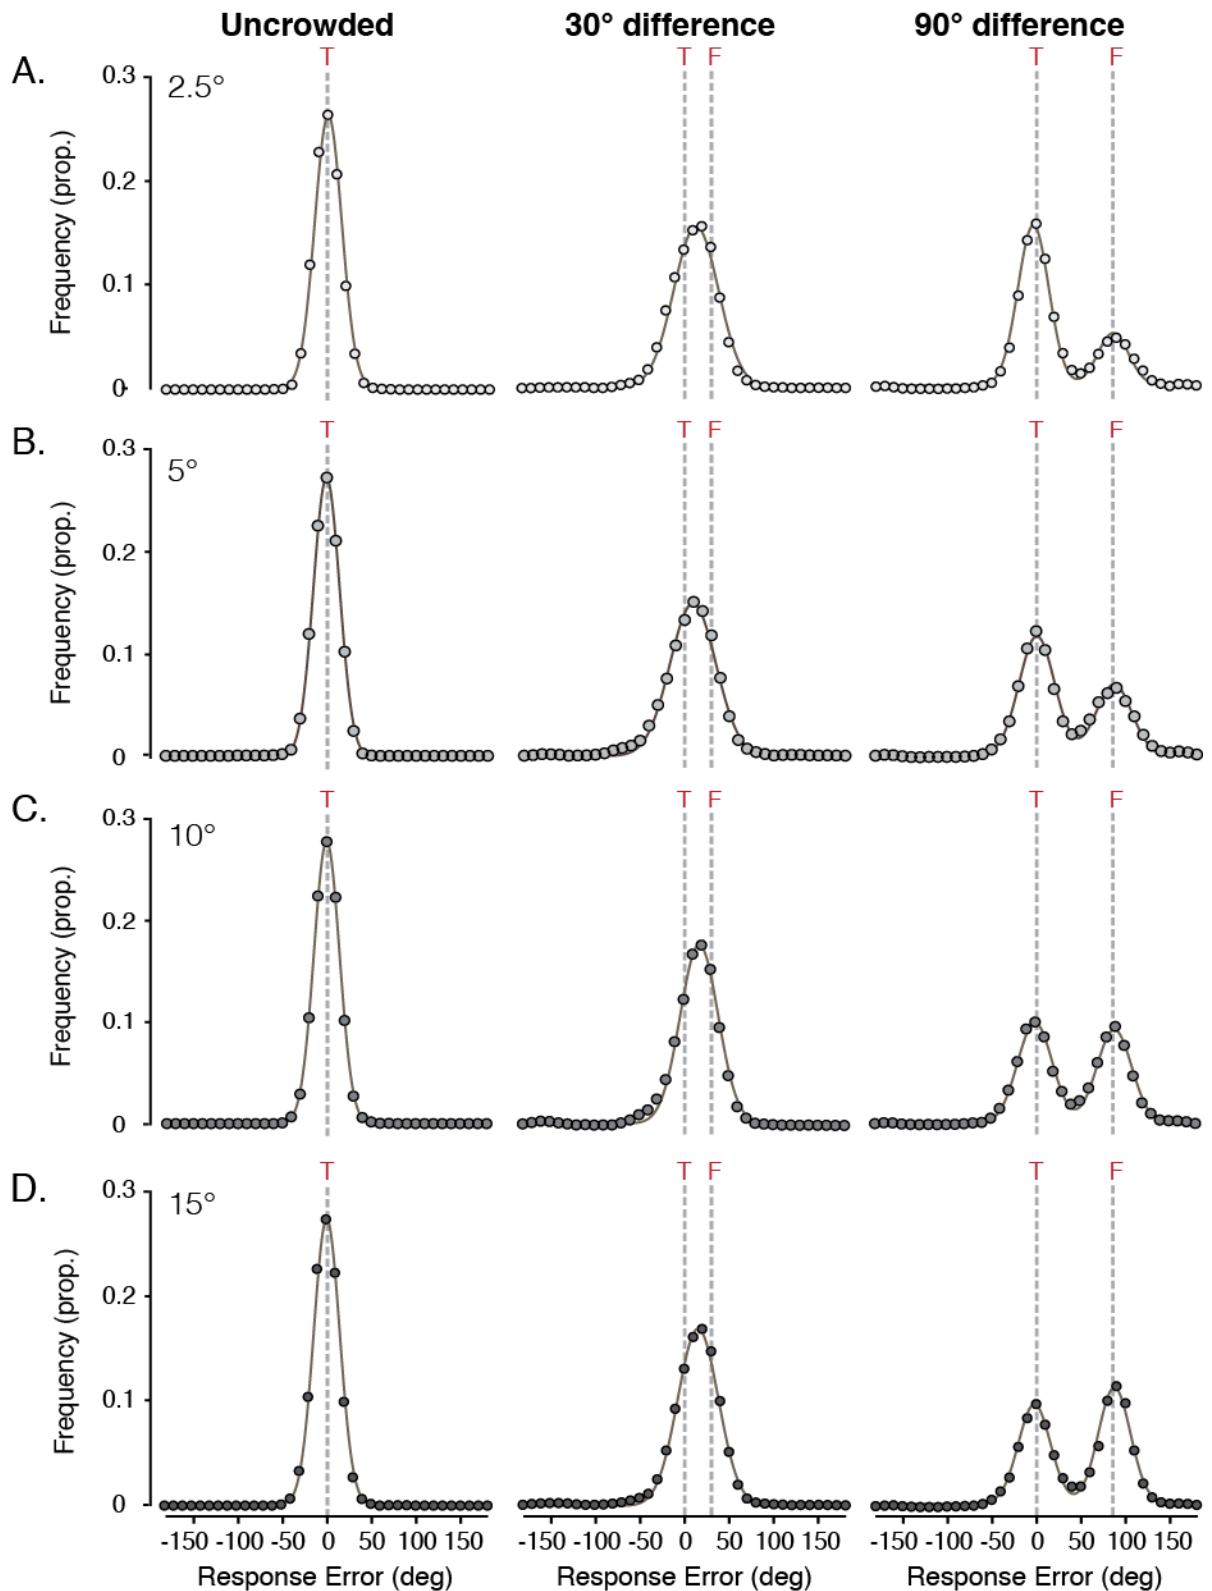 Uncrowded 30° difference 90° difference
A.
T T F T F
2.5°
0.3
0.2
0.1
0
Frequency (prop.)
B.
T T F T F
5°
0.3
0.2
0.1
0
Frequency (prop.)
C.
T T F T F
10°
0.3
0.2
0.1
0
Frequency (prop.)
D.
T T F T F
15°
0.3
0.2
0.1
0
Frequency (prop.)
-150 -100 -50 0 50 100 150 -150 -100 -50 0 50 100 150 -150 -100 -50 0 50 100 150
Response Error (deg) Response Error (deg) Response Error (deg)